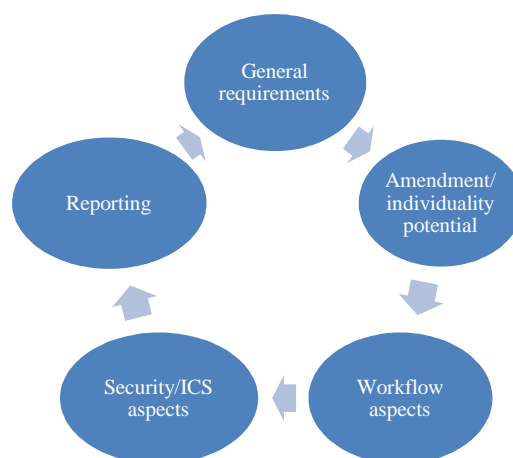 General
requirements
Amendment/
individuality
potential
Workflow
aspects
Security/ICS
aspects
Reporting